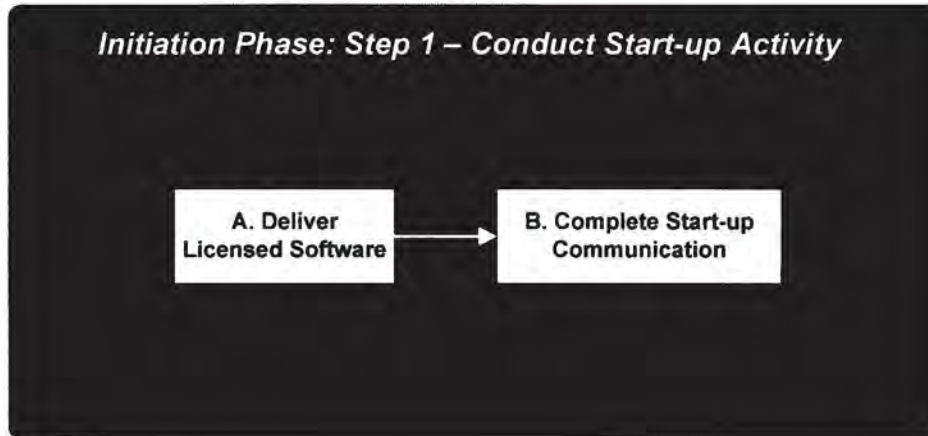 Initiation Phase: Step 1 – Conduct Start-up Activity
A. Deliver
Licensed Software
B. Complete Start-up
Communication